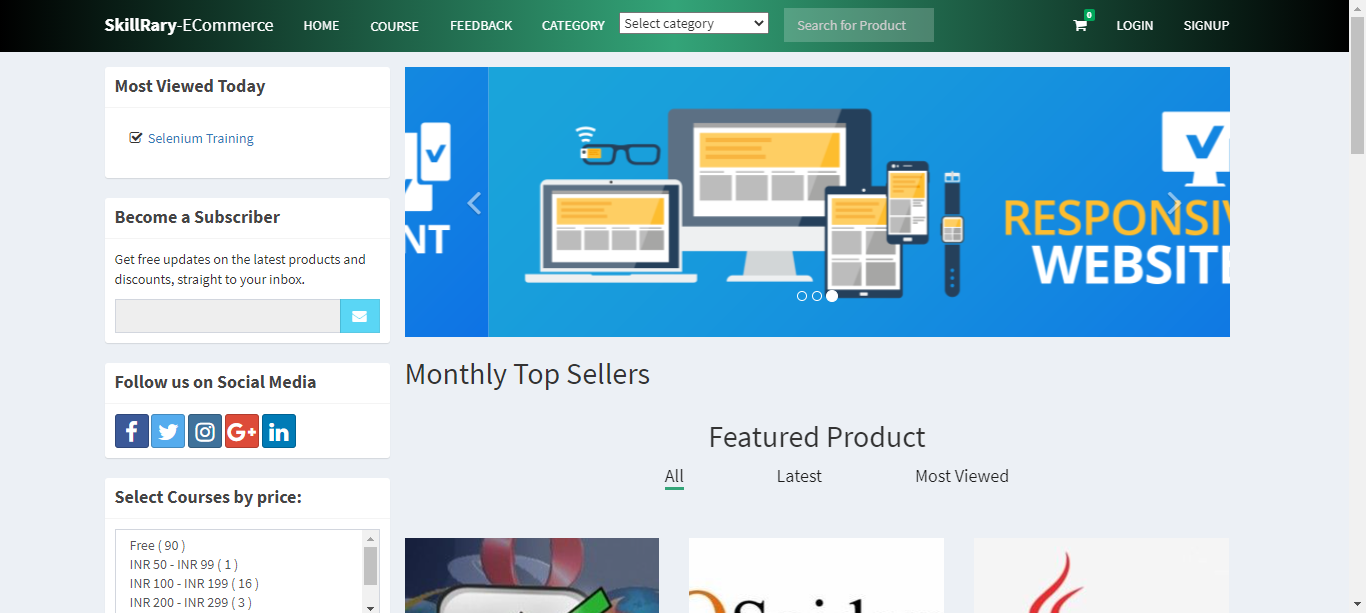 SkillRary-ECommerce HOME COURSE FEEDBACK CATEGORY Select category Search for Product 0 LOGIN SIGNUP
Most Viewed Today
Selenium Training
Become a Subscriber
Get free updates on the latest products and
discounts, straight to your inbox.
Follow us on Social Media
Select Courses by price:
Free ( 90 )
INR 50 - INR 99 ( 1 )
INR 100 - INR 199 ( 16 )
INR 200 - INR 299 ( 3 )
NT
RESPONSIV
WEBSITE
Monthly Top Sellers
Featured Product
All Latest Most Viewed